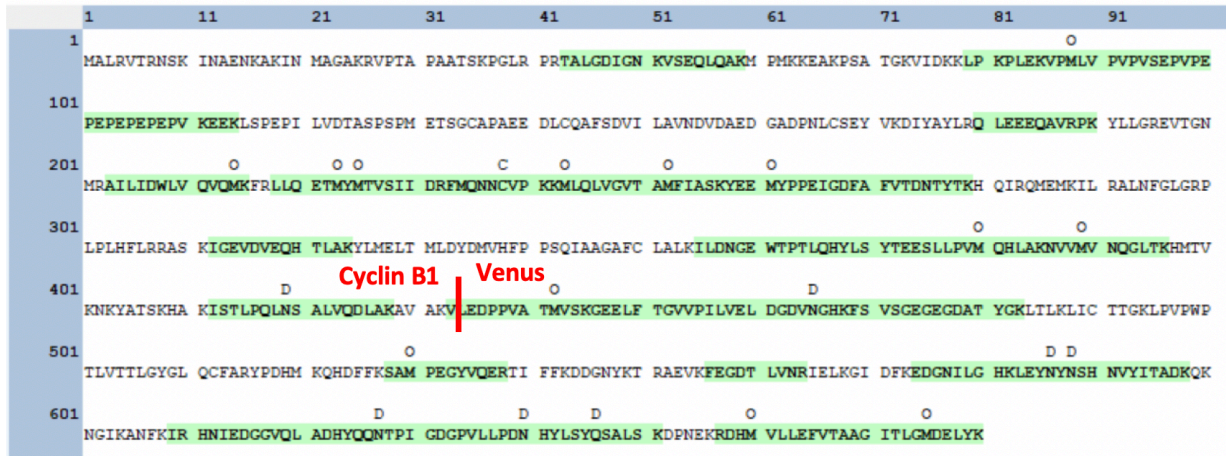 1 11 21 31 41 51 61 71 81 91
1 O
MALRVTRNSK INAENKAKIN MAGAKRVPTA PAATSKPGLR PRTALGDIGN KVSEQLQAKM PMKKEAKPSA TGKVIDKKLP KPLEKVPMLV PVPVSEPVPE
101
PEPEPEPEPV KEEKLSPEPI LVDTASPSPM ETSGCAPAEE DLCQAFSDVI LAVNDVDAED GADPNLCSEY VKDIYAYLRQ LEEEQAVRPK YLLGREVTGN
201 O O O C O O O
MRAILIDWLV QVQMKFRLLQ ETMYMTVSII DRFMQNNCVP KKMLQLVGVT AMFIASKYEE MYPPEIGDFA FVTDNTYTKH QIRQMEMKIL RALNFGLGRP
301 O O
LPLHFLRRAS KIGEVDVEQH TLAKYLMELT MLDYDMVHFP PSQIAAGAFC LALKILDNGE WTPTLQHYLS YTEESLLPVM QHLAKNVVMV NQGLTKHMTV
Cyclin B1 Venus
401 D O D
KNKYATSKHA KISTLPQLNS ALVQDLAKAV AKVLEDPPVA TMVSKGEELF TGVVPILVEL DGDVNGHKFS VSGEGEGDAT YGKLTLKLIC TTGKLPVPWP
501 O D D
TLVTTLGYGL QCFARYPDHM KQHDFFKSAM PEGYVQERTI FFKDDGNYKT RAEVKFEGDT LVNRIELKGI DFKEDGNILG HKLEYNYNSH NVYITADKQK
601 D D D O O
NGIKANFKIR HNIEDGGVQL ADHYQQNTPI GDGPVLLPDN HYLSYQSALS KDPNEKRDHM VLLEFVTAAG ITLGMDELYK